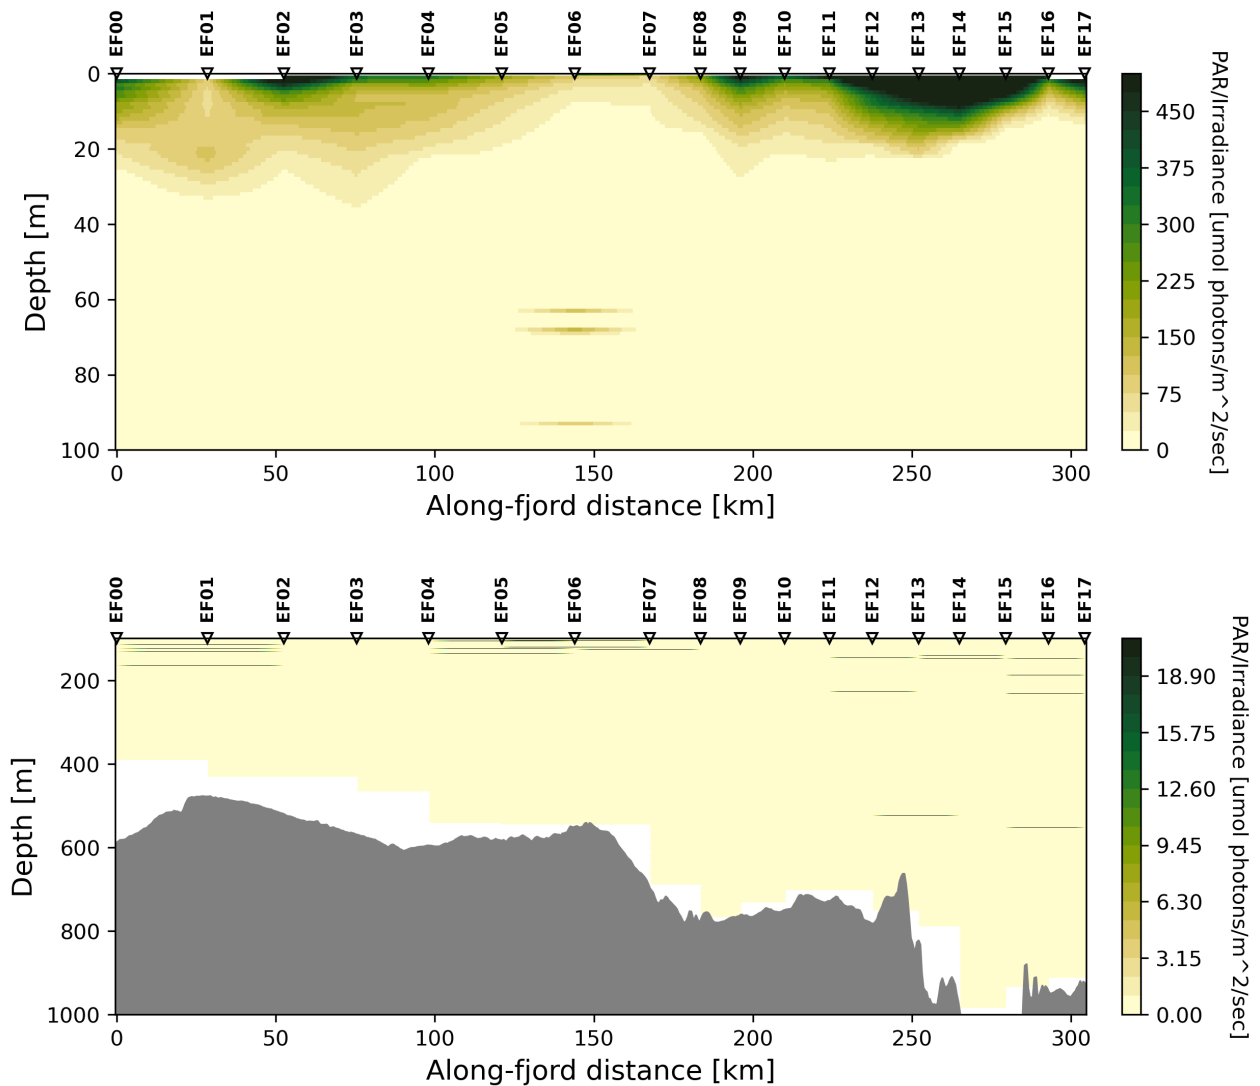 EF00 EF01 EF02 EF03 EF04 EF05 EF06 EF07 EF08 EF09 EF10 EF11 EF12 EF13 EF14 EF15 EF16 EF17
0
20
40
60
80
100
Depth [m]
0 50 100 150 200 250 300
Along-fjord distance [km]
450
375
300
225
150
75
0
PAR/Irradiance [umol photons/m^2/sec]
EF00 EF01 EF02 EF03 EF04 EF05 EF06 EF07 EF08 EF09 EF10 EF11 EF12 EF13 EF14 EF15 EF16 EF17
200
400
600
800
1000
Depth [m]
0 50 100 150 200 250 300
Along-fjord distance [km]
18.90
15.75
12.60
9.45
6.30
3.15
0.00
PAR/Irradiance [umol photons/m^2/sec]